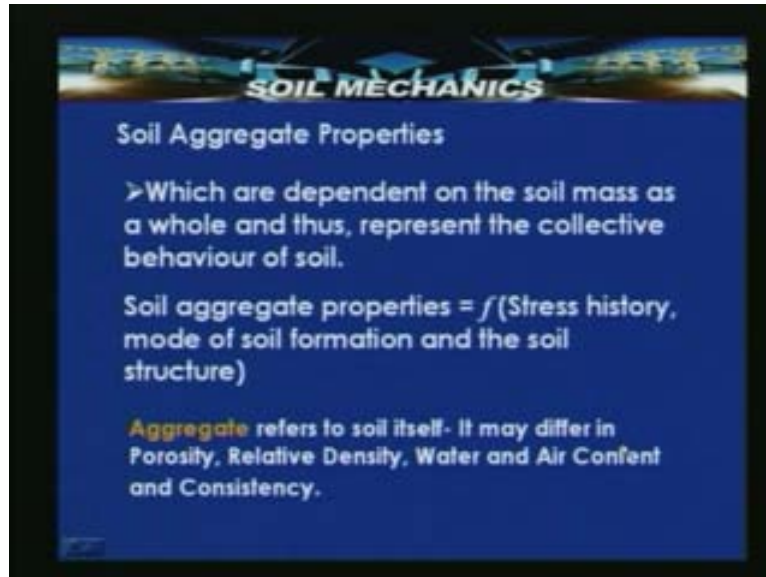 SOIL MECHANICS
Soil Aggregate Properties
➢Which are dependent on the soil mass as
a whole and thus, represent the collective
behaviour of soil.
Soil aggregate properties = f(Stress history,
mode of soil formation and the soil
structure)
Aggregate refers to soil itself- It may differ in
Porosity, Relative Density, Water and Air Content
and Consistency.